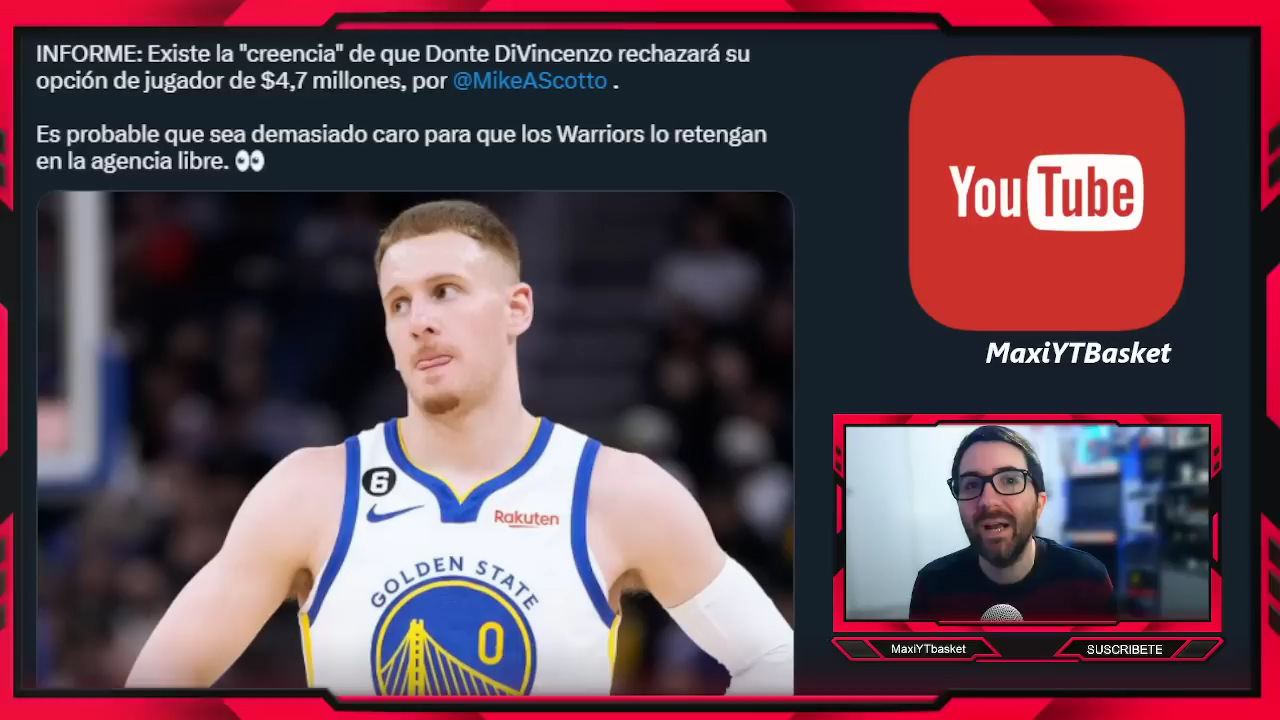 INFORME: Existe la "creencia" de que Donte DiVincenzo rechazará su
opción de jugador de $4,7 millones, por @MikeAScotto .
Es probable que sea demasiado caro para que los Warriors lo retengan
en la agencia libre. 👀
YouTube
MaxiYTBasket
6
Rakuten
GOLDEN STATE
0
MaxiYTbasket
SUSCRIBETE